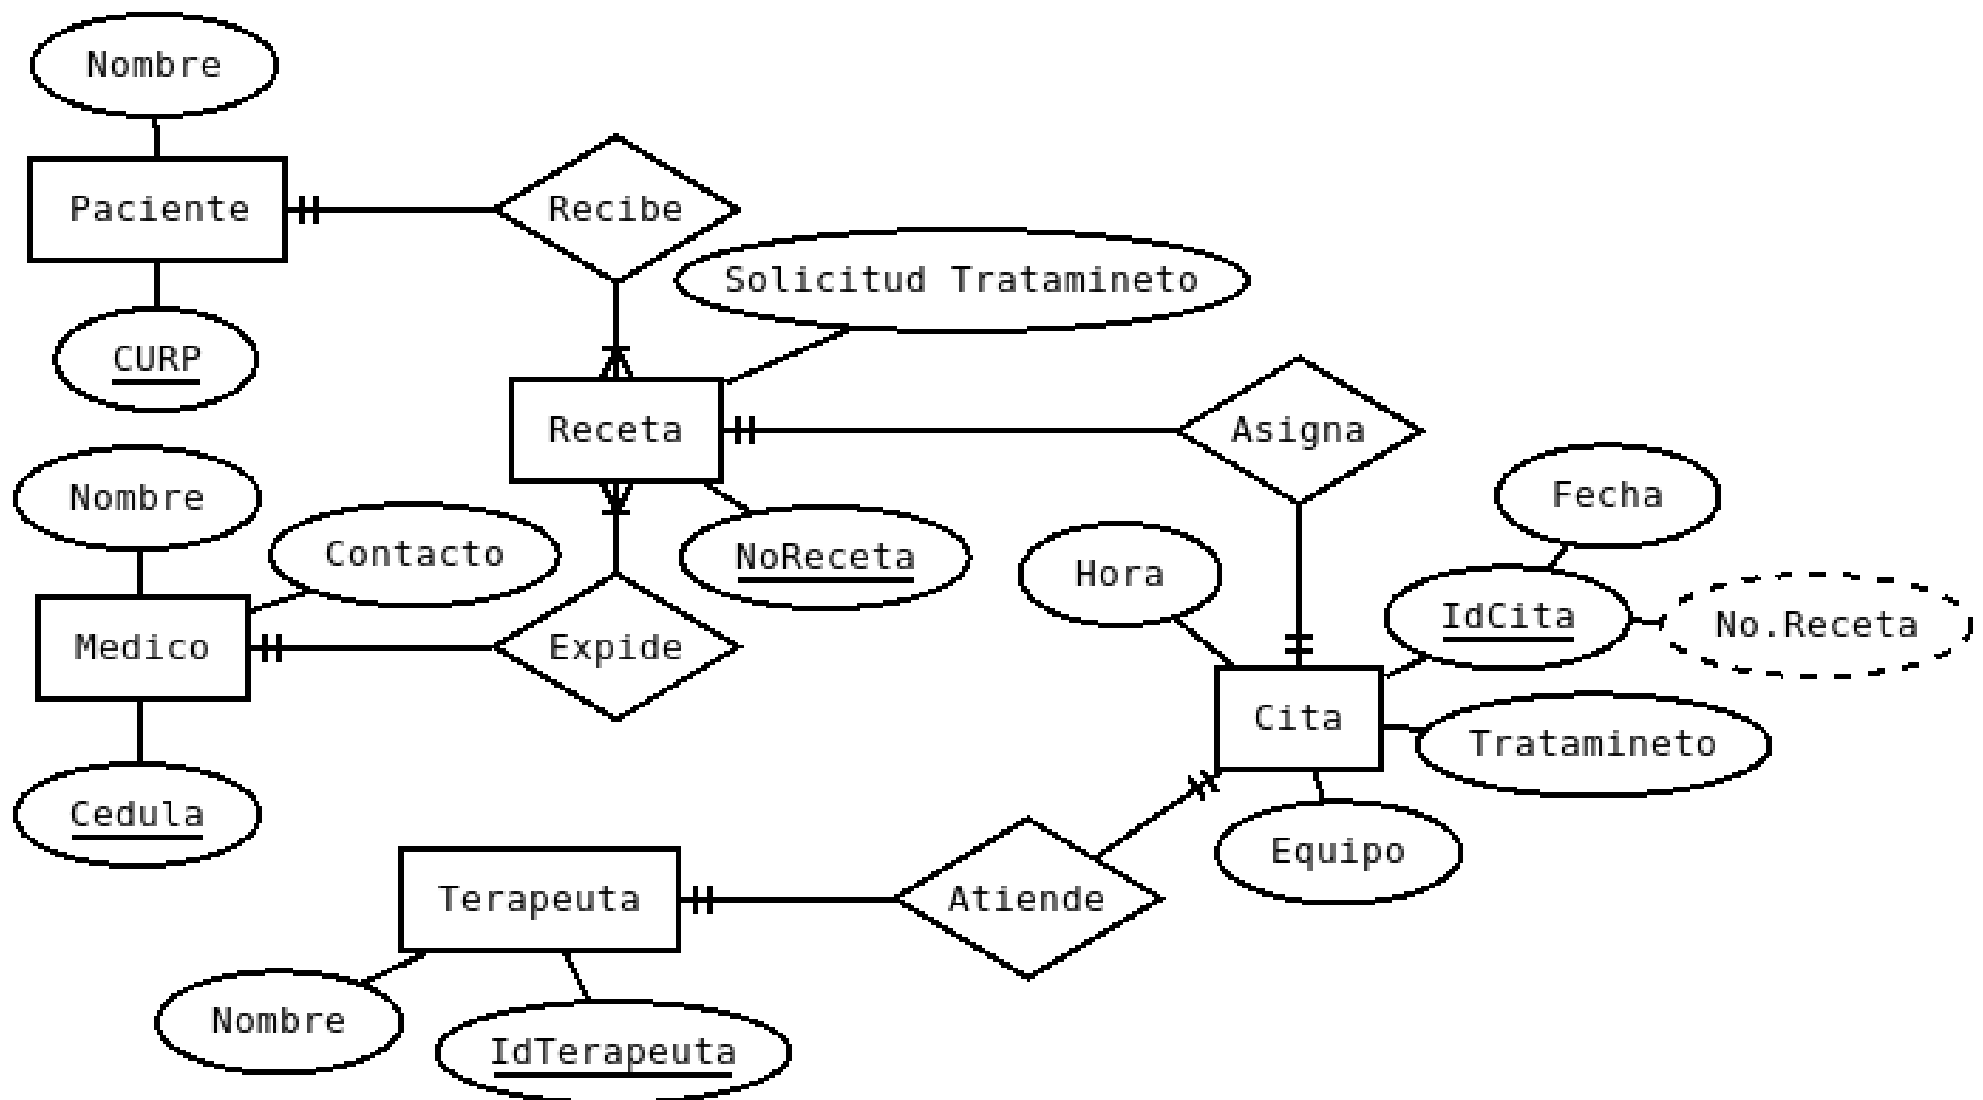 Nombre
Paciente
Recibe
Solicitud Tratamineto
CURP
Receta
Asigna
Nombre
Contacto
NoReceta
Fecha
Hora
IdCita
No.Receta
Medico
Expide
Cita
Tratamineto
Cedula
Equipo
Terapeuta
Atiende
Nombre
IdTerapeuta